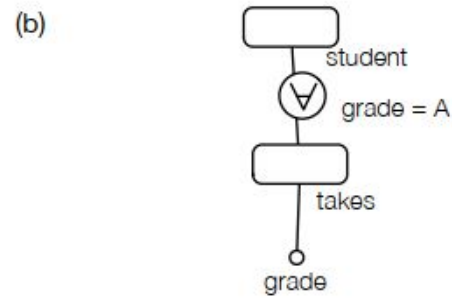 (b)
student
∀
grade = A
takes
grade